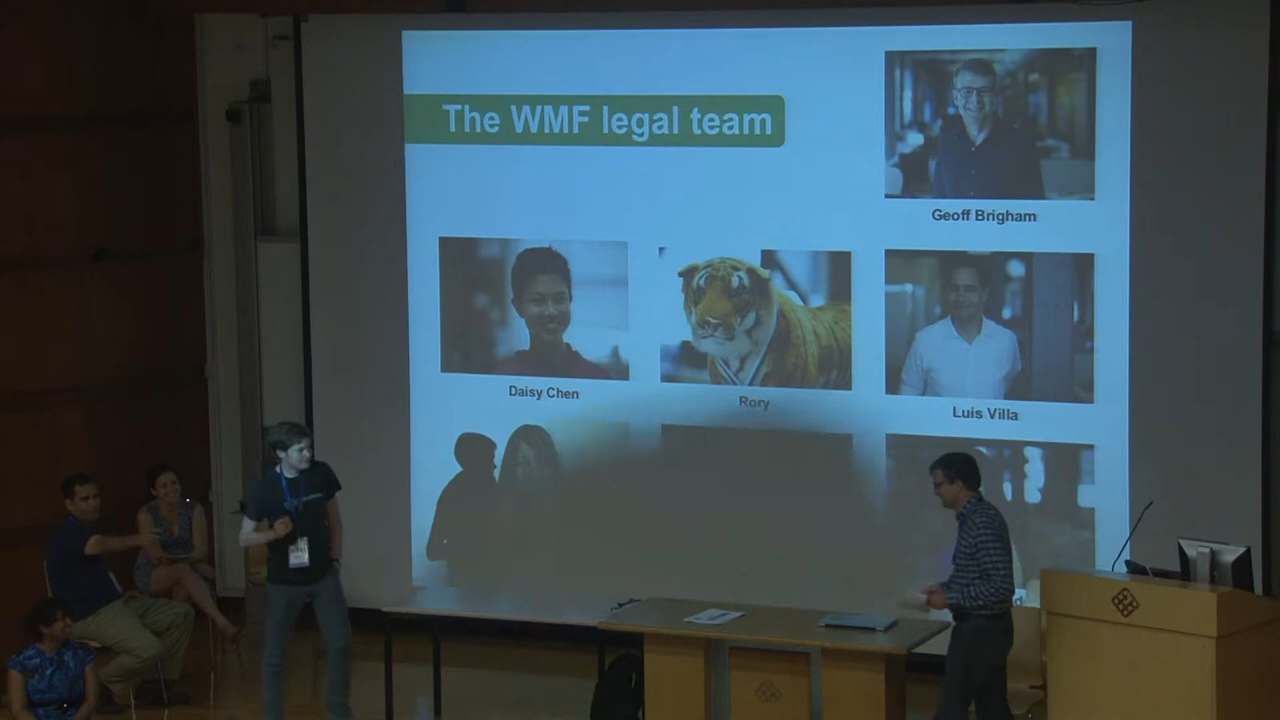 The WMF legal team
Geoff Brigham
Daisy Chen
Rory
Luis Villa